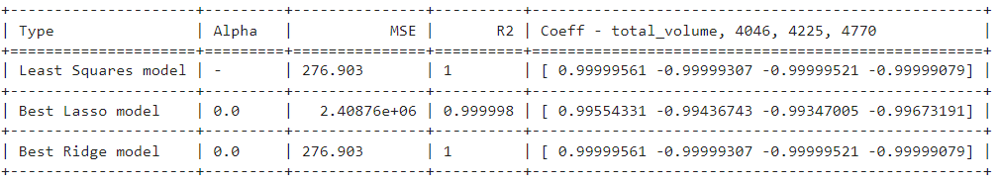 +---------------------+---------+---------------+----------+--------------------------------------------------+
| Type                | Alpha   |           MSE |       R2 | Coeff - total_volume, 4046, 4225, 4770           |
+=====================+=========+===============+==========+==================================================+
| Least Squares model | -       | 276.903       | 1        | [ 0.99999561 -0.99999307 -0.99999521 -0.99999079] |
+---------------------+---------+---------------+----------+--------------------------------------------------+
| Best Lasso model    | 0.0     |   2.40876e+06 | 0.999998 | [ 0.99554331 -0.99436743 -0.99347005 -0.99673191] |
+---------------------+---------+---------------+----------+--------------------------------------------------+
| Best Ridge model    | 0.0     | 276.903       | 1        | [ 0.99999561 -0.99999307 -0.99999521 -0.99999079] |
+---------------------+---------+---------------+----------+--------------------------------------------------+